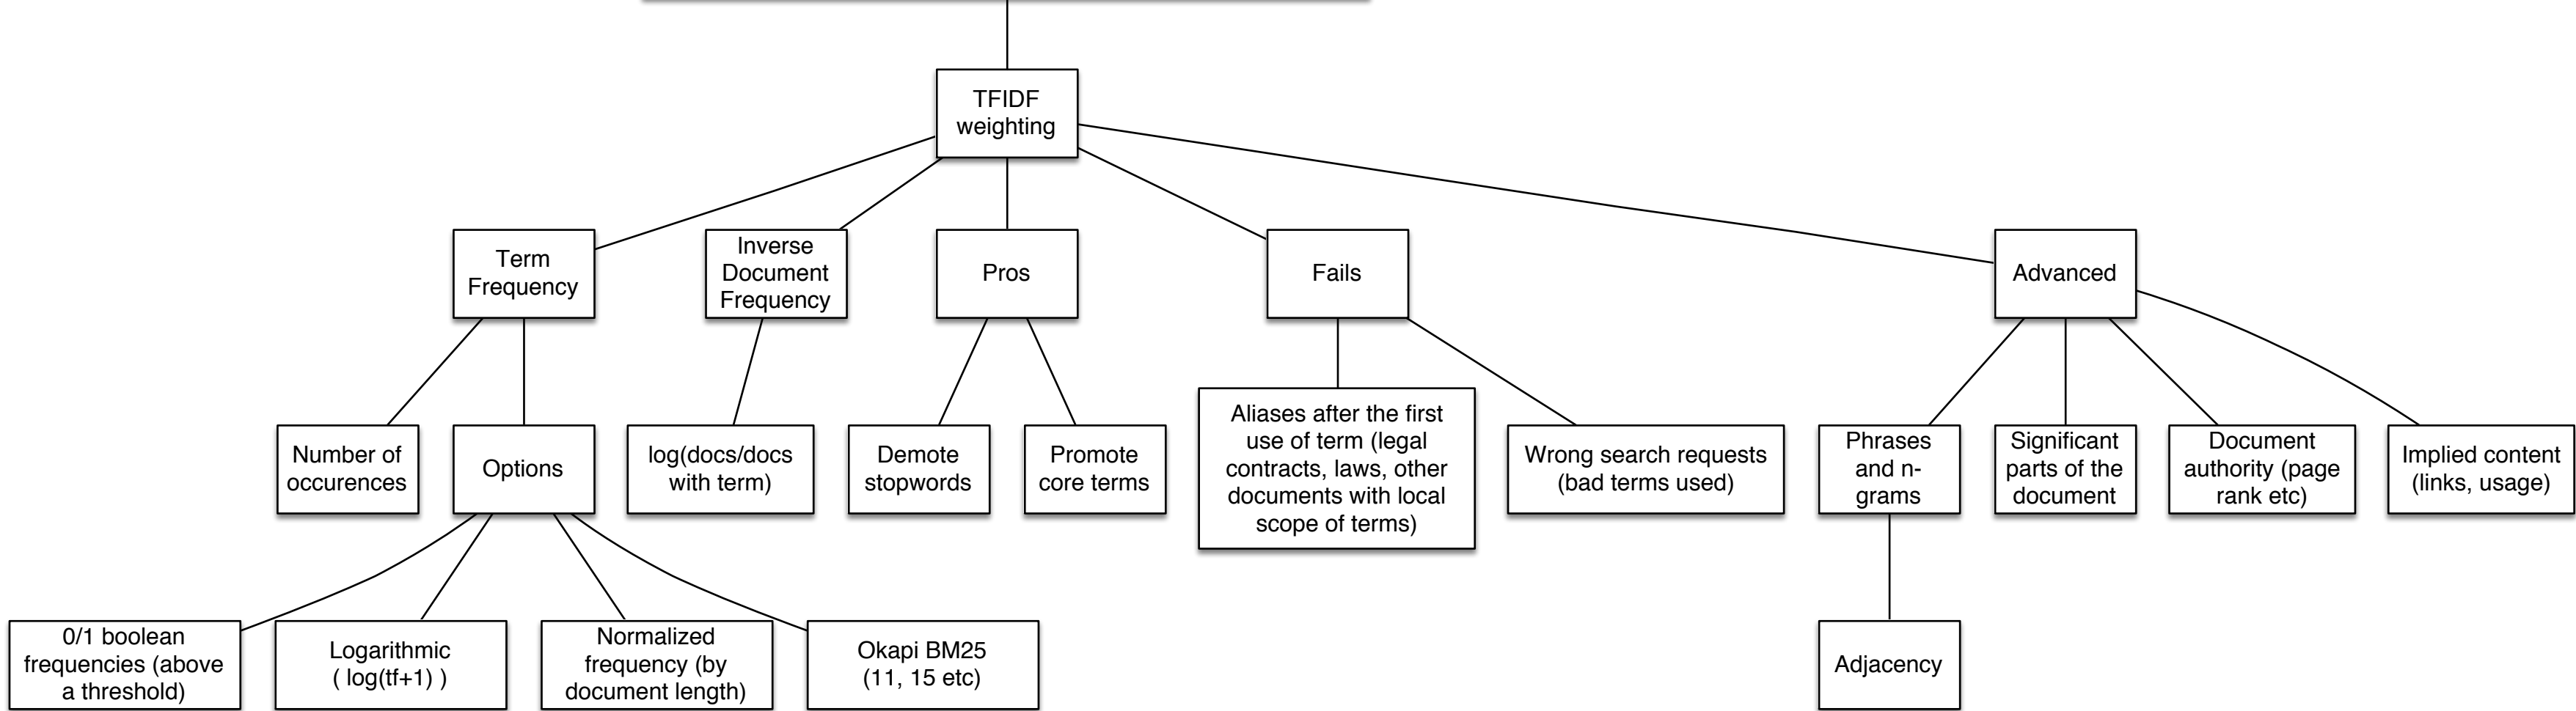 TFIDF
weighting
Term
Frequency
Inverse
Document
Frequency
Pros
Fails
Advanced
Number of
occurences
Options
log(docs/docs
with term)
Demote
stopwords
Promote
core terms
Aliases after the first
use of term (legal
contracts, laws, other
documents with local
scope of terms)
Wrong search requests
(bad terms used)
Phrases
and n-
grams
Significant
parts of the
document
Document
authority (page
rank etc)
Implied content
(links, usage)
0/1 boolean
frequencies (above
a threshold)
Logarithmic
( log(tf+1) )
Normalized
frequency (by
document length)
Okapi BM25
(11, 15 etc)
Adjacency